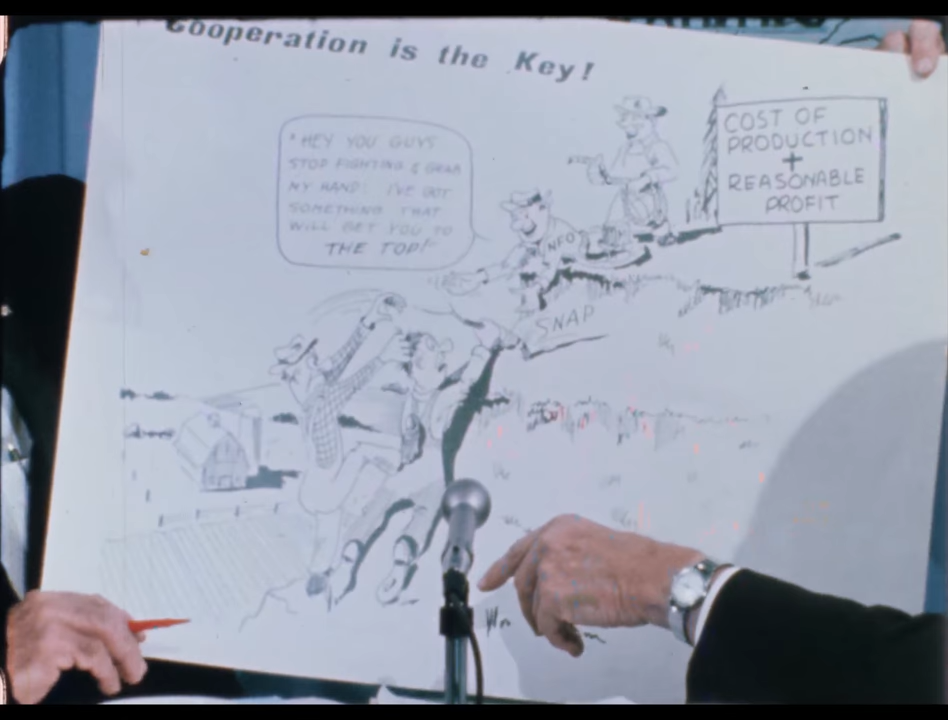 Cooperation is the Key!
"HEY YOU GUYS
STOP FIGHTING & GRAB
MY HAND! I'VE GOT
SOMETHING THAT
WILL GET YOU TO
THE TOP!"
COST OF
PRODUCTION
+
REASONABLE
PROFIT
NFO
SNAP